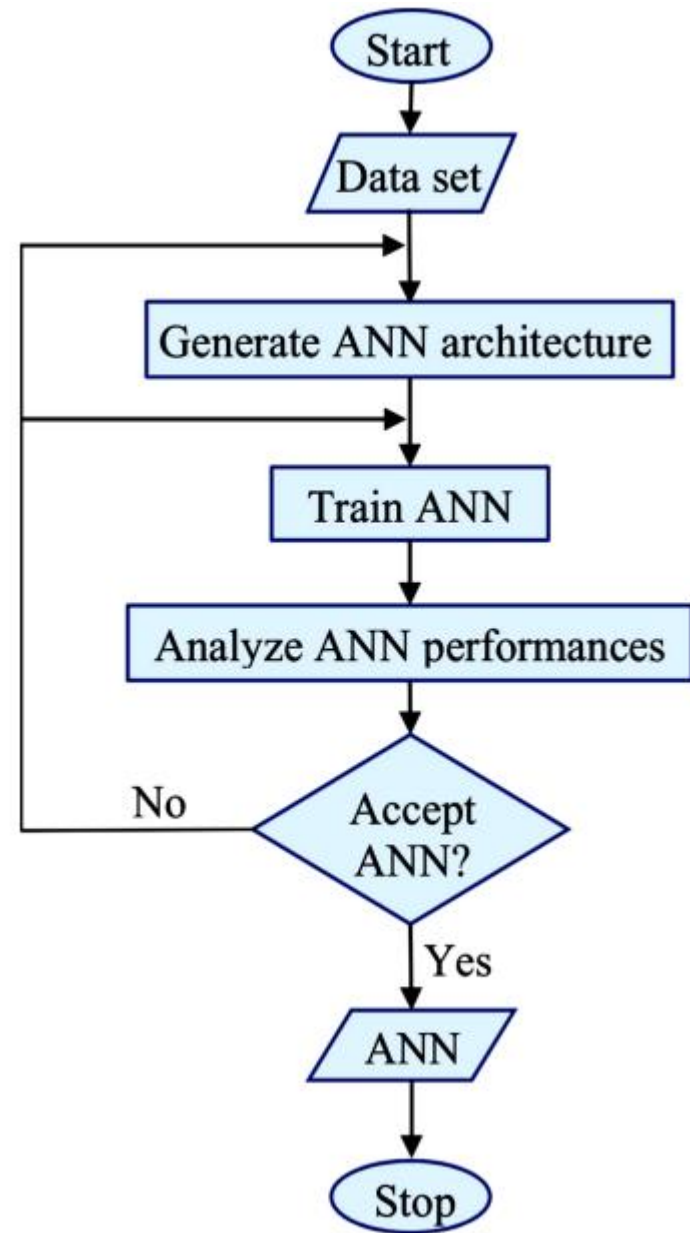 Start
Data set
Generate ANN architecture
Train ANN
Analyze ANN performances
No
Accept
ANN?
Yes
ANN
Stop